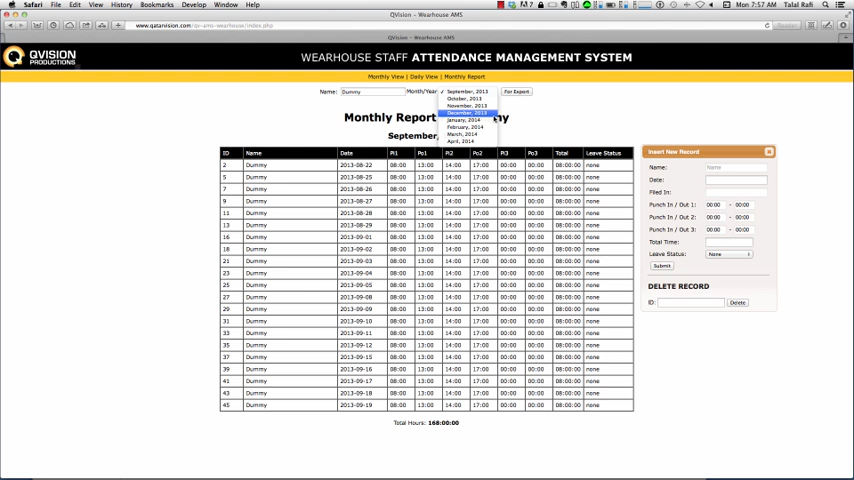 Safari File Edit View History Bookmarks Develop Window Help Mon 7:57 AM Talal Rafi
QVision – Wearhouse AMS
www.qatarvision.com/qv-ams-wearhouse/index.php Reader
QVision – Wearhouse AMS
QVISION PRODUCTIONS WEARHOUSE STAFF ATTENDANCE MANAGEMENT SYSTEM
Monthly View | Daily View | Monthly Report
Name: Dummy Month/Year ✓ September, 2013 For Export
October, 2013
November, 2013
December, 2013
January, 2014
February, 2014
March, 2014
April, 2014
Monthly Report
September,
ID Name Date Pi1 Po1 Pi2 Po2 Pi3 Po3 Total Leave Status
2 Dummy 2013-08-22 08:00 13:00 14:00 17:00 00:00 00:00 08:00:00 none
5 Dummy 2013-08-25 08:00 13:00 14:00 17:00 00:00 00:00 08:00:00 none
7 Dummy 2013-08-26 08:00 13:00 14:00 17:00 00:00 00:00 08:00:00 none
9 Dummy 2013-08-27 08:00 13:00 14:00 17:00 00:00 00:00 08:00:00 none
11 Dummy 2013-08-28 08:00 13:00 14:00 17:00 00:00 00:00 08:00:00 none
13 Dummy 2013-08-29 08:00 13:00 14:00 17:00 00:00 00:00 08:00:00 none
16 Dummy 2013-09-01 08:00 13:00 14:00 17:00 00:00 00:00 08:00:00 none
18 Dummy 2013-09-02 08:00 13:00 14:00 17:00 00:00 00:00 08:00:00 none
21 Dummy 2013-09-03 08:00 13:00 14:00 17:00 00:00 00:00 08:00:00 none
23 Dummy 2013-09-04 08:00 13:00 14:00 17:00 00:00 00:00 08:00:00 none
25 Dummy 2013-09-05 08:00 13:00 14:00 17:00 00:00 00:00 08:00:00 none
27 Dummy 2013-09-08 08:00 13:00 14:00 17:00 00:00 00:00 08:00:00 none
29 Dummy 2013-09-09 08:00 13:00 14:00 17:00 00:00 00:00 08:00:00 none
31 Dummy 2013-09-10 08:00 13:00 14:00 17:00 00:00 00:00 08:00:00 none
33 Dummy 2013-09-11 08:00 13:00 14:00 17:00 00:00 00:00 08:00:00 none
35 Dummy 2013-09-12 08:00 13:00 14:00 17:00 00:00 00:00 08:00:00 none
37 Dummy 2013-09-15 08:00 13:00 14:00 17:00 00:00 00:00 08:00:00 none
39 Dummy 2013-09-16 08:00 13:00 14:00 17:00 00:00 00:00 08:00:00 none
41 Dummy 2013-09-17 08:00 13:00 14:00 17:00 00:00 00:00 08:00:00 none
43 Dummy 2013-09-18 08:00 13:00 14:00 17:00 00:00 00:00 08:00:00 none
45 Dummy 2013-09-19 08:00 13:00 14:00 17:00 00:00 00:00 08:00:00 none
Total Hours: 168:00:00
Insert New Record
Name: Name
Date:
Filed In:
Punch In / Out 1: 00:00 - 00:00
Punch In / Out 2: 00:00 - 00:00
Punch In / Out 3: 00:00 - 00:00
Total Time:
Leave Status: None
Submit
DELETE RECORD
ID: Delete